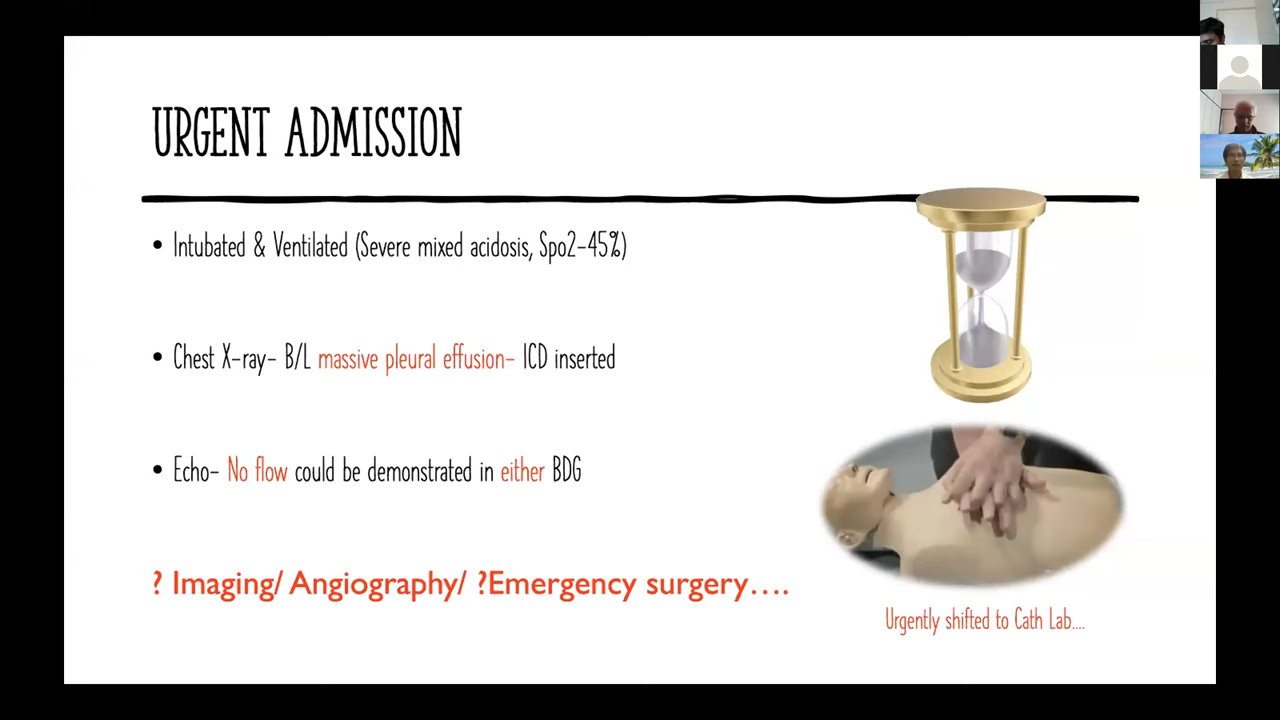 URGENT ADMISSION
• Intubated & Ventilated (Severe mixed acidosis, Spo2-45%)
• Chest X-ray- B/L massive pleural effusion- ICD inserted
• Echo- No flow could be demonstrated in either BDG
? Imaging/ Angiography/ ?Emergency surgery....
Urgently shifted to Cath Lab....